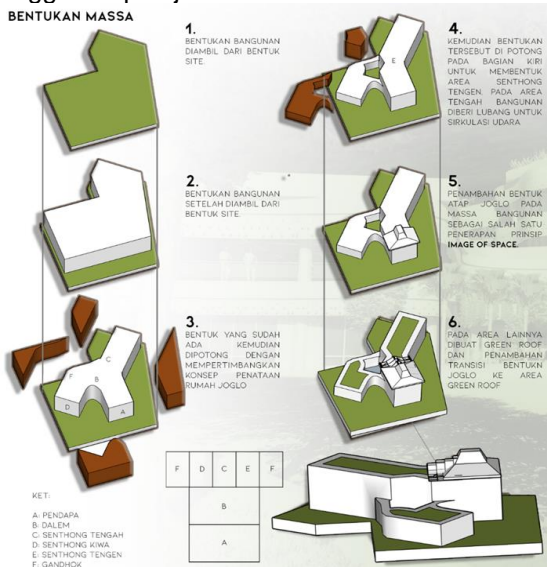 BENTUKAN MASSA
1.
BENTUKAN BANGUNAN
DIAMBIL DARI BENTUK
SITE.
2.
BENTUKAN BANGUNAN
SETELAH DIAMBIL DARI
BENTUK SITE.
3.
BENTUK YANG SUDAH
ADA KEMUDIAN
DIPOTONG DENGAN
MEMPERTIMBANGKAN
KONSEP PENATAAN
RUMAH JOGLO
C
F
B
D
A
KET:
A: PENDAPA
B: DALEM
C: SENTHONG TENGAH
D: SENTHONG KIWA
E: SENTHONG TENGEN
F: GANDHOK
F D C E F
B
A
4.
KEMUDIAN BENTUKAN
TERSEBUT DI POTONG
PADA BAGIAN KIRI
UNTUK MEMBENTUK
AREA SENTHONG
TENGEN. PADA AREA
TENGAH BANGUNAN
DIBERI LUBANG UNTUK
SIRKULASI UDARA
E
5.
PENAMBAHAN BENTUK
ATAP JOGLO PADA
MASSA BANGUNAN
SEBAGAI SALAH SATU
PENERAPAN PRINSIP
IMAGE OF SPACE.
6.
PADA AREA LAINNYA
DIBUAT GREEN ROOF
DAN PENAMBAHAN
TRANSISI BENTUKN
JOGLO KE AREA
GREEN ROOF